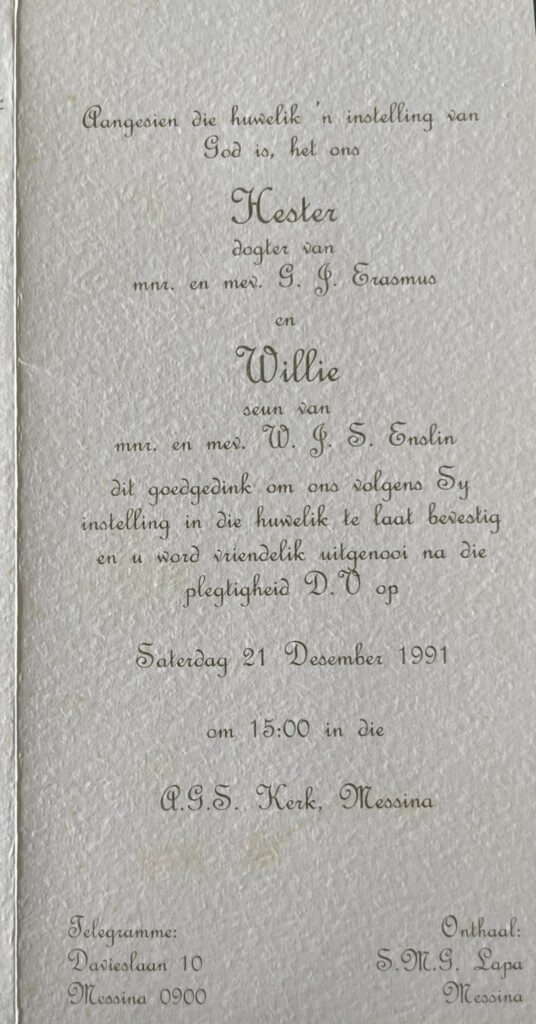 Aangesien die huwelik 'n instelling van
God is, het ons
Hester
dogter van
mnr. en mev. G. J. Erasmus
en
Willie
seun van
mnr. en mev. W. J. S. Enslin
dit goedgedink om ons volgens Sy
instelling in die huwelik te laat bevestig
en u word vriendelik uitgenooi na die
plegtigheid D.V op
Saterdag 21 Desember 1991
om 15:00 in die
A.G.S. Kerk, Messina
Telegramme:
Davieslaan 10
Messina 0900
Onthaal:
S.M.G. Lapa
Messina